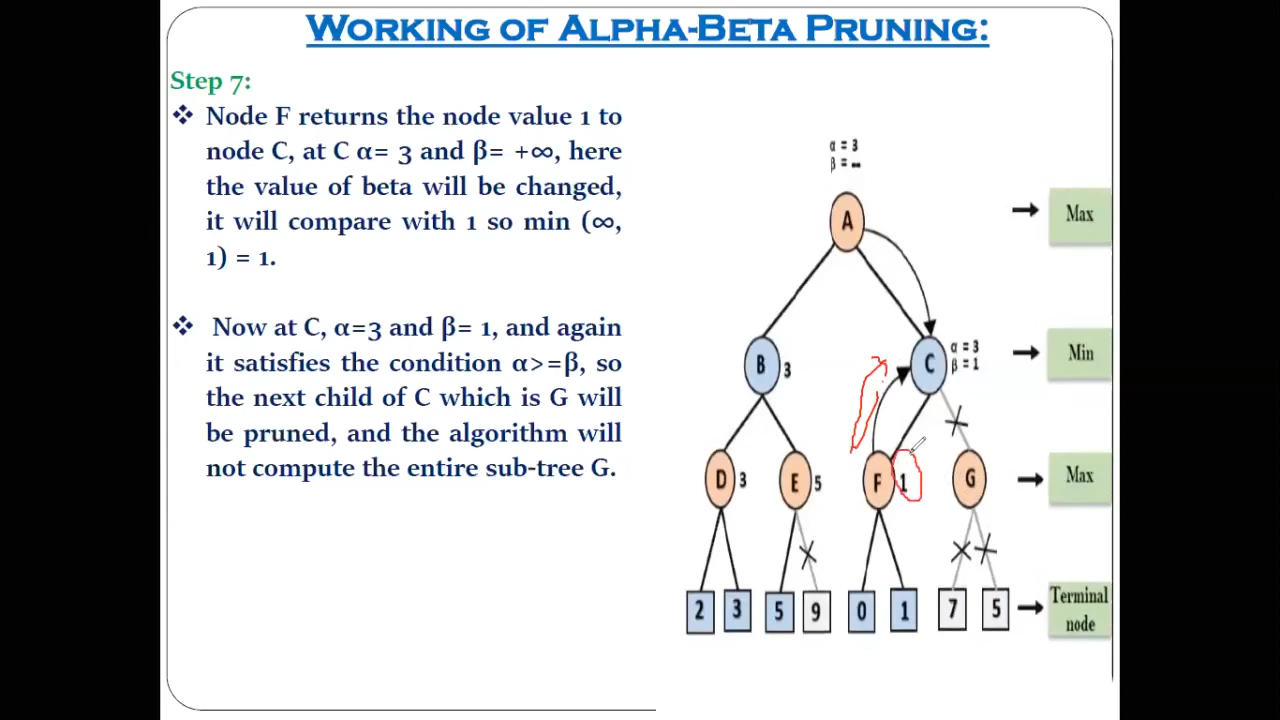 WORKING OF ALPHA-BETA PRUNING:
Step 7:
❖ Node F returns the node value 1 to
node C, at C α= 3 and β= +∞, here
the value of beta will be changed,
it will compare with 1 so min (∞,
1) = 1.
❖ Now at C, α=3 and β= 1, and again
it satisfies the condition α>=β, so
the next child of C which is G will
be pruned, and the algorithm will
not compute the entire sub-tree G.
α = 3
β = ∞
A
Max
B 3
C
α = 3
β = 1
Min
D 3
E 5
F 1
G
Max
2 3 5 9 0 1 7 5
Terminal
node